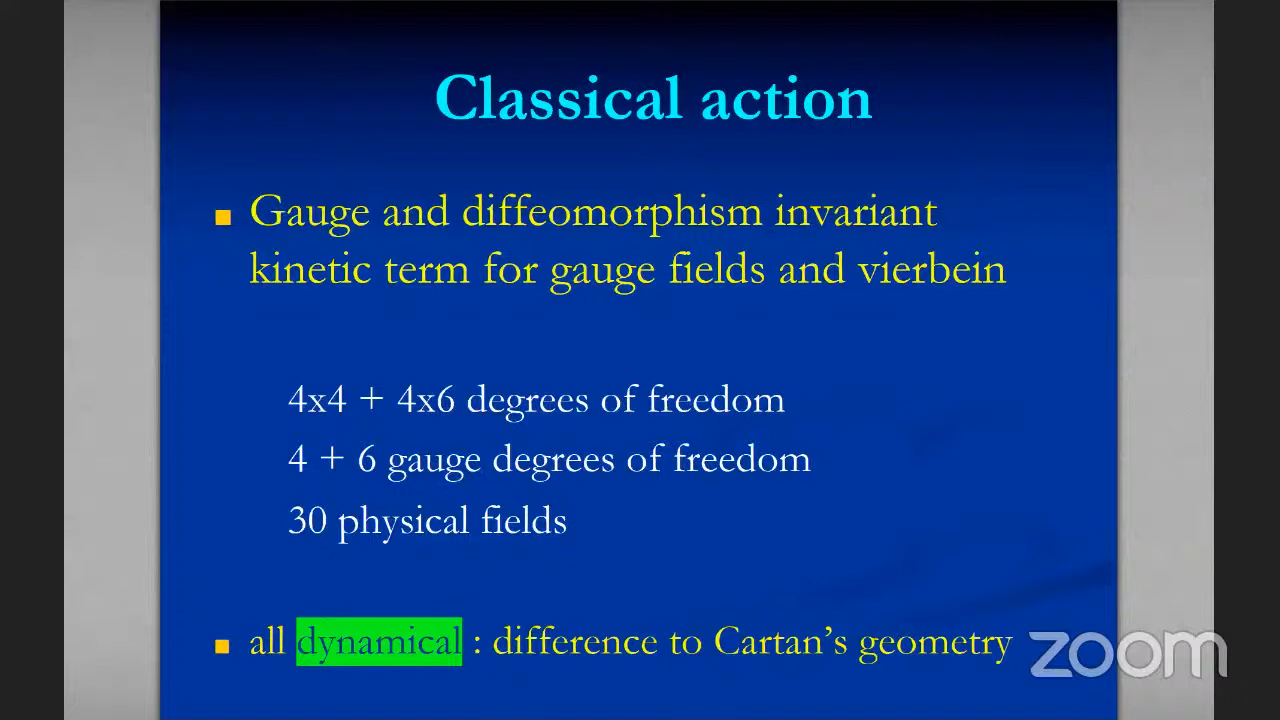 Classical action
■ Gauge and diffeomorphism invariant
kinetic term for gauge fields and vierbein
4x4 + 4x6 degrees of freedom
4 + 6 gauge degrees of freedom
30 physical fields
■ all dynamical : difference to Cartan’s geometry
zoom